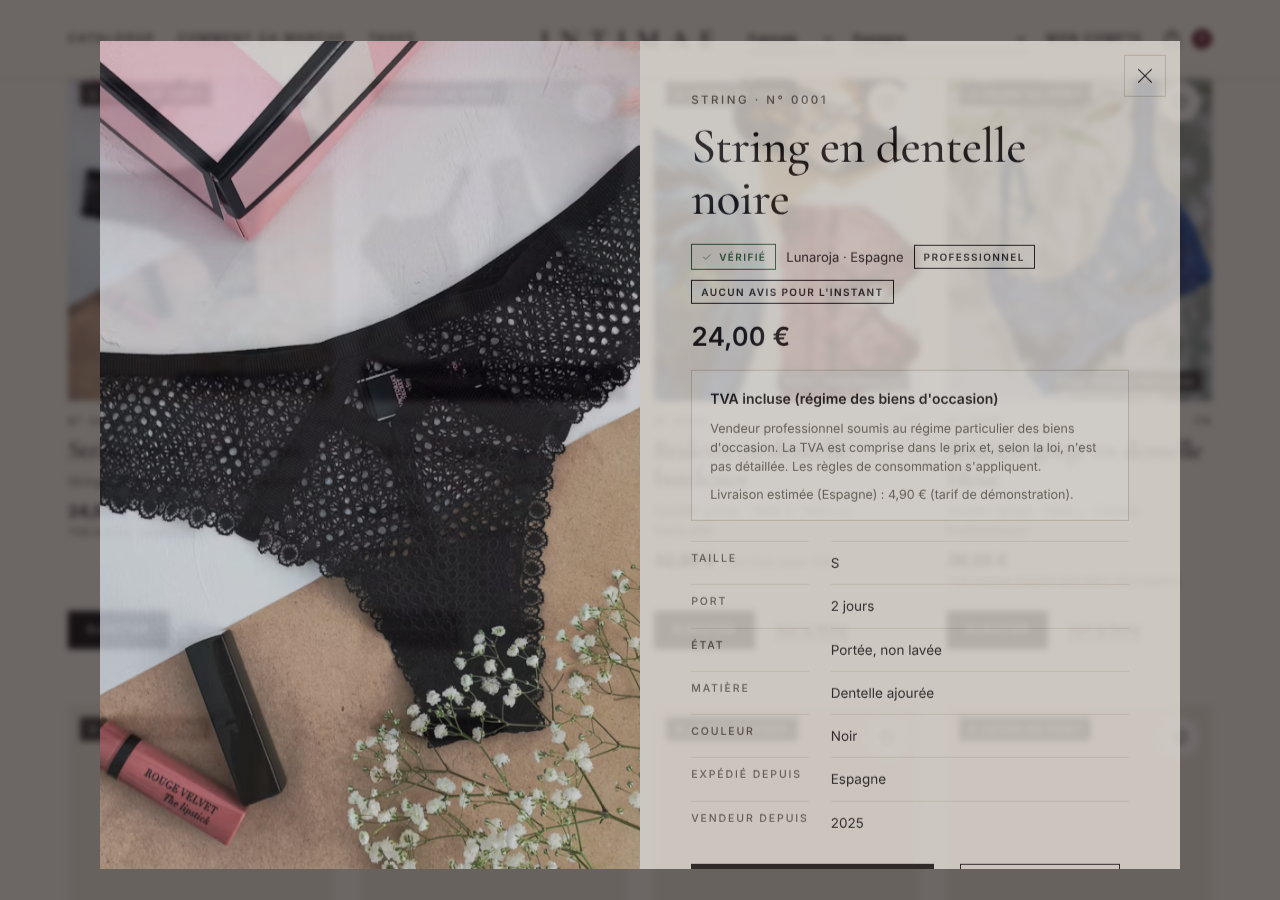 STRING · N° 0001
String en dentelle
noire
✓ VÉRIFIÉ Lunaroja · Espagne PROFESSIONNEL
AUCUN AVIS POUR L'INSTANT
24,00 €
TVA incluse (régime des biens d'occasion)
Vendeur professionnel soumis au régime particulier des biens
d'occasion. La TVA est comprise dans le prix et, selon la loi, n'est
pas détaillée. Les règles de consommation s'appliquent.
Livraison estimée (Espagne) : 4,90 € (tarif de démonstration).
TAILLE S
PORT 2 jours
ÉTAT Portée, non lavée
MATIÈRE Dentelle ajourée
COULEUR Noir
EXPÉDIÉ DEPUIS Espagne
VENDEUR DEPUIS 2025
ROUGE VELVET
The lipstick